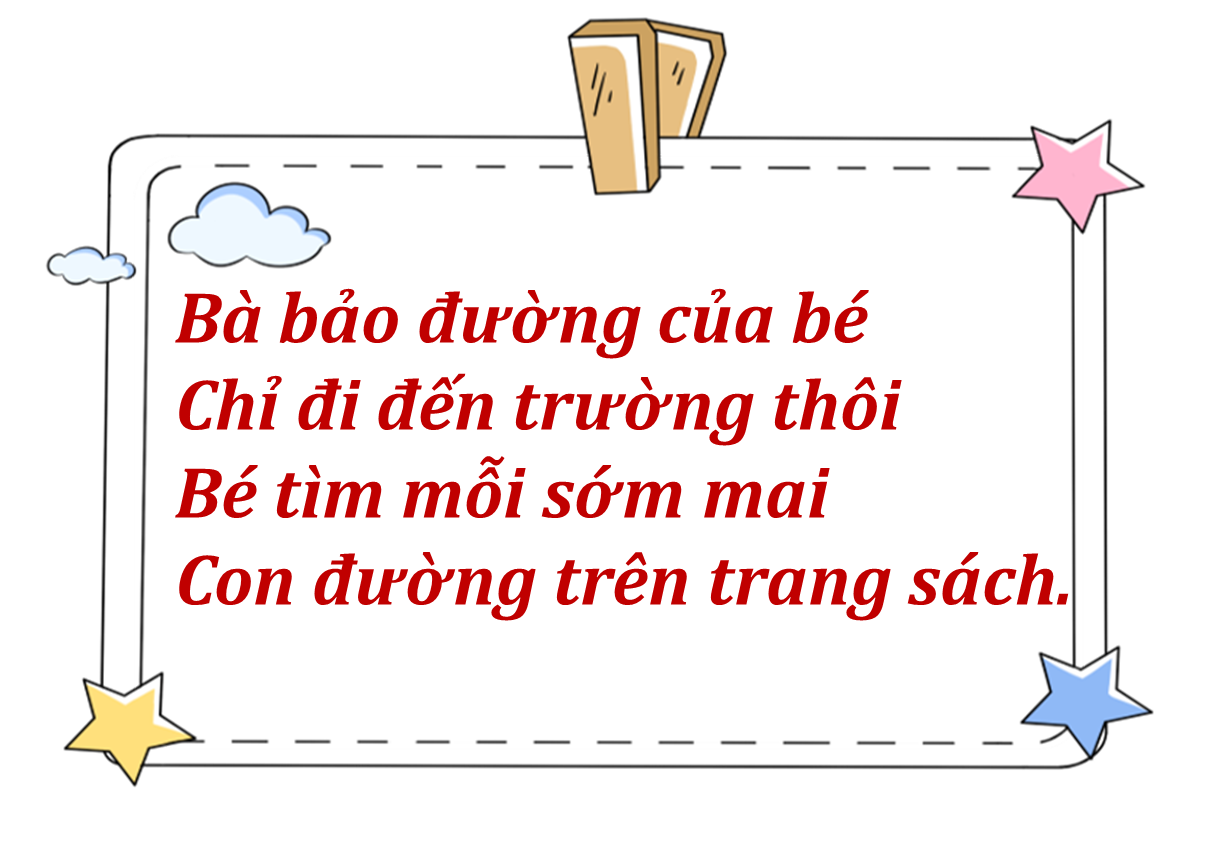 Bà bảo đường của bé
Chỉ đi đến trường thôi
Bé tìm mỗi sớm mai
Con đường trên trang sách.